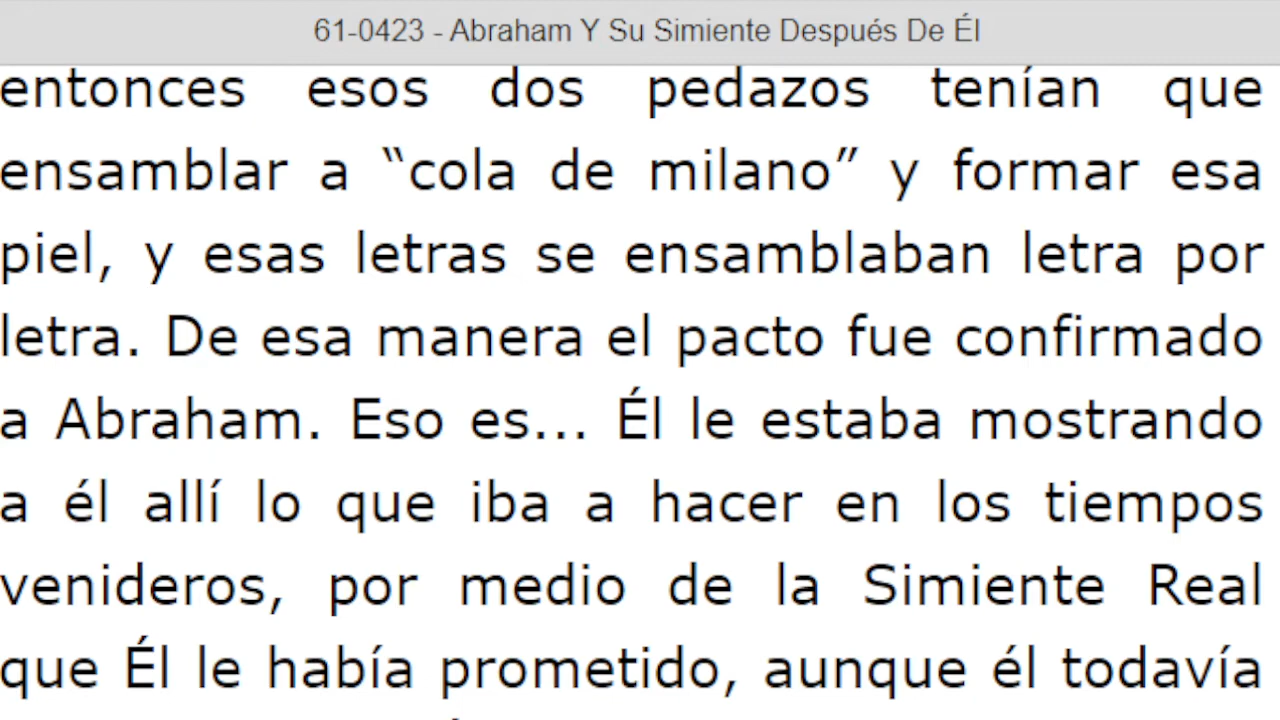 61-0423 - Abraham Y Su Simiente Después De Él
entonces esos dos pedazos tenían que
ensamblar a “cola de milano” y formar esa
piel, y esas letras se ensamblaban letra por
letra. De esa manera el pacto fue confirmado
a Abraham. Eso es... Él le estaba mostrando
a él allí lo que iba a hacer en los tiempos
venideros, por medio de la Simiente Real
que Él le había prometido, aunque él todavía